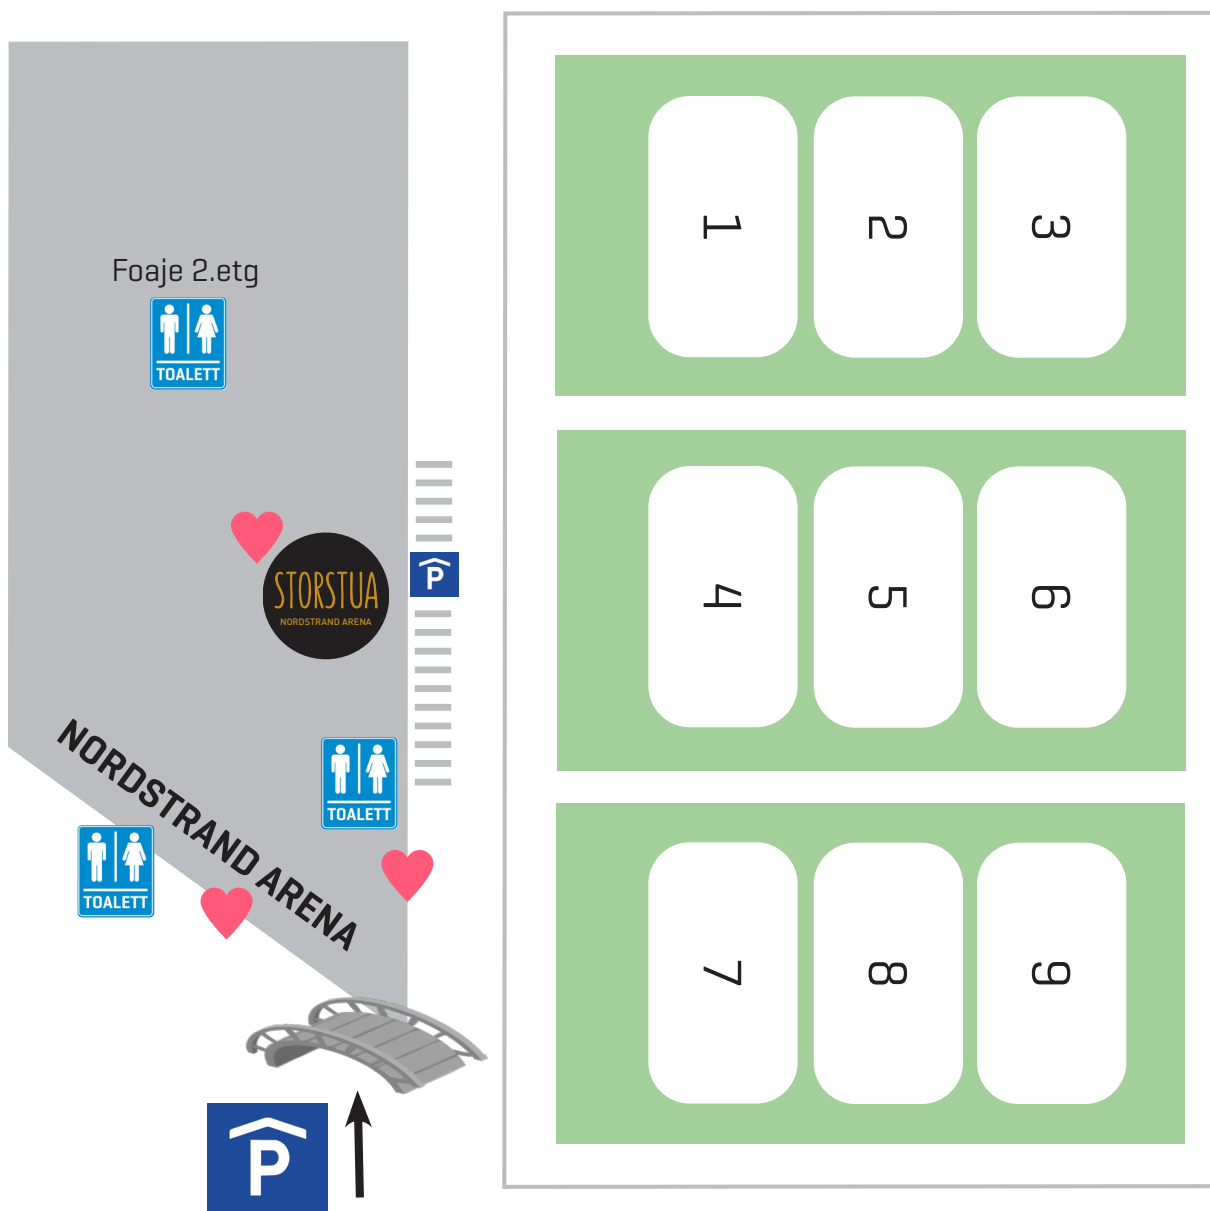 Foaje 2.etg
TOALETT
STORSTUA
NORDSTRAND ARENA
P
TOALETT
NORDSTRAND ARENA
TOALETT
P
1
2
3
4
5
6
7
8
9